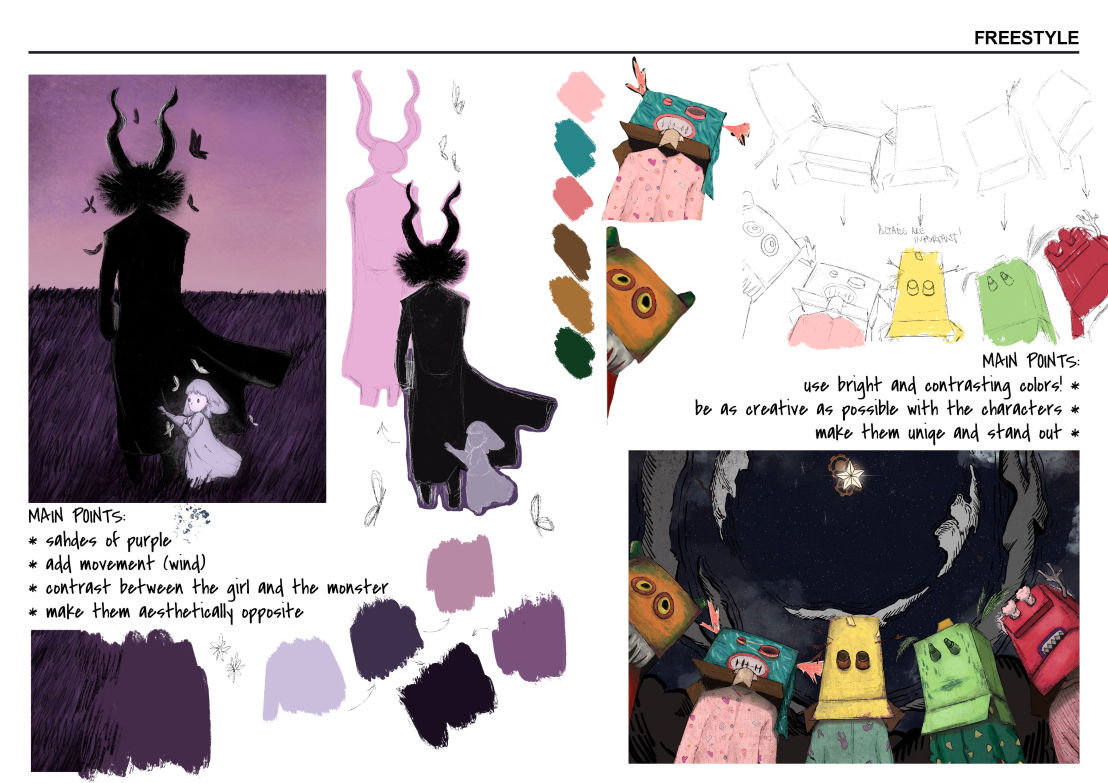 FREESTYLE
DETAILS ARE
IMPORTANT!
MAIN POINTS:
use bright and contrasting colors! *
be as creative as possible with the characters *
make them uniqe and stand out *
MAIN POINTS:
* sahdes of purple
* add movement (wind)
* contrast between the girl and the monster
* make them aesthetically opposite